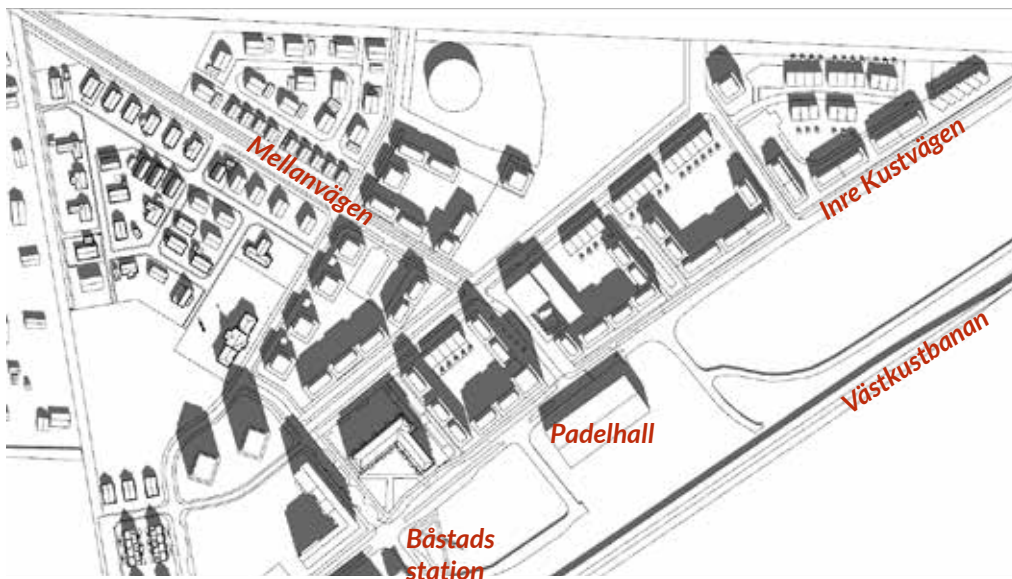 Mellanvägen
Inre Kustvägen
Västkustbanan
Padelhall
Båstads
station